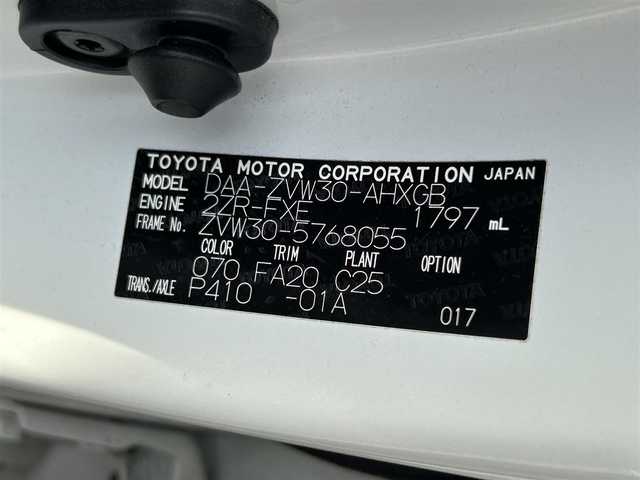 TOYOTA MOTOR CORPORATION JAPAN
MODEL DAA-ZVW30-AHXGB
ENGINE 2ZR-FXE 1797 mL
FRAME No. ZVW30-5768055
COLOR TRIM PLANT OPTION
070 FA20 C25
TRANS./AXLE P410 -01A 017